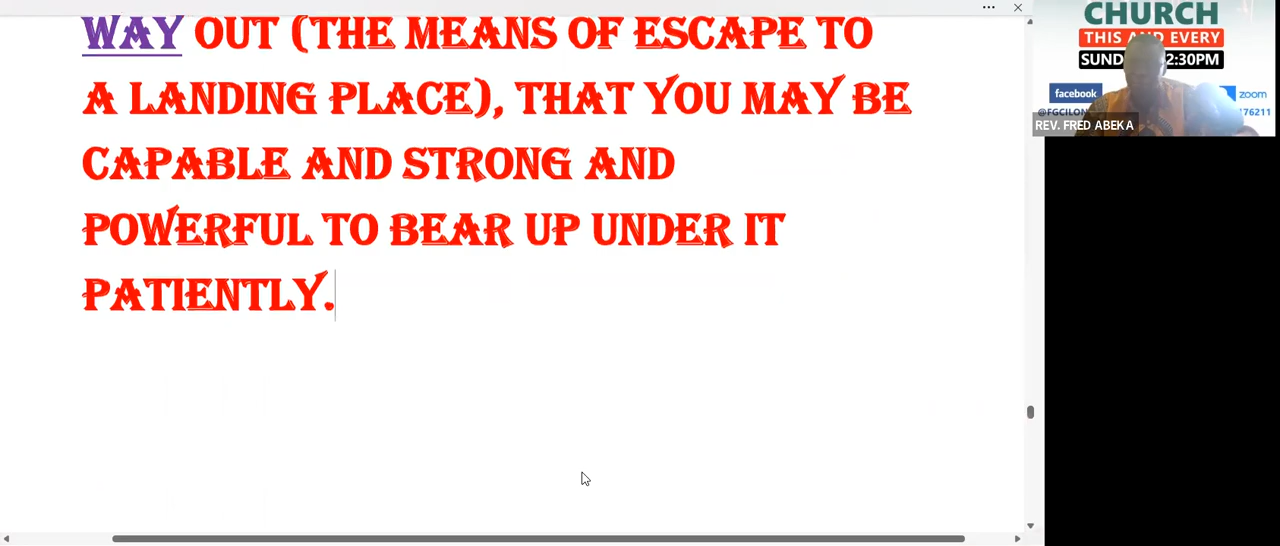 WAY OUT (THE MEANS OF ESCAPE TO
A LANDING PLACE), THAT YOU MAY BE
CAPABLE AND STRONG AND
POWERFUL TO BEAR UP UNDER IT
PATIENTLY.
CHURCH
THIS AND EVERY
2:30PM
facebook
zoom
176211
REV. FRED ABEKA